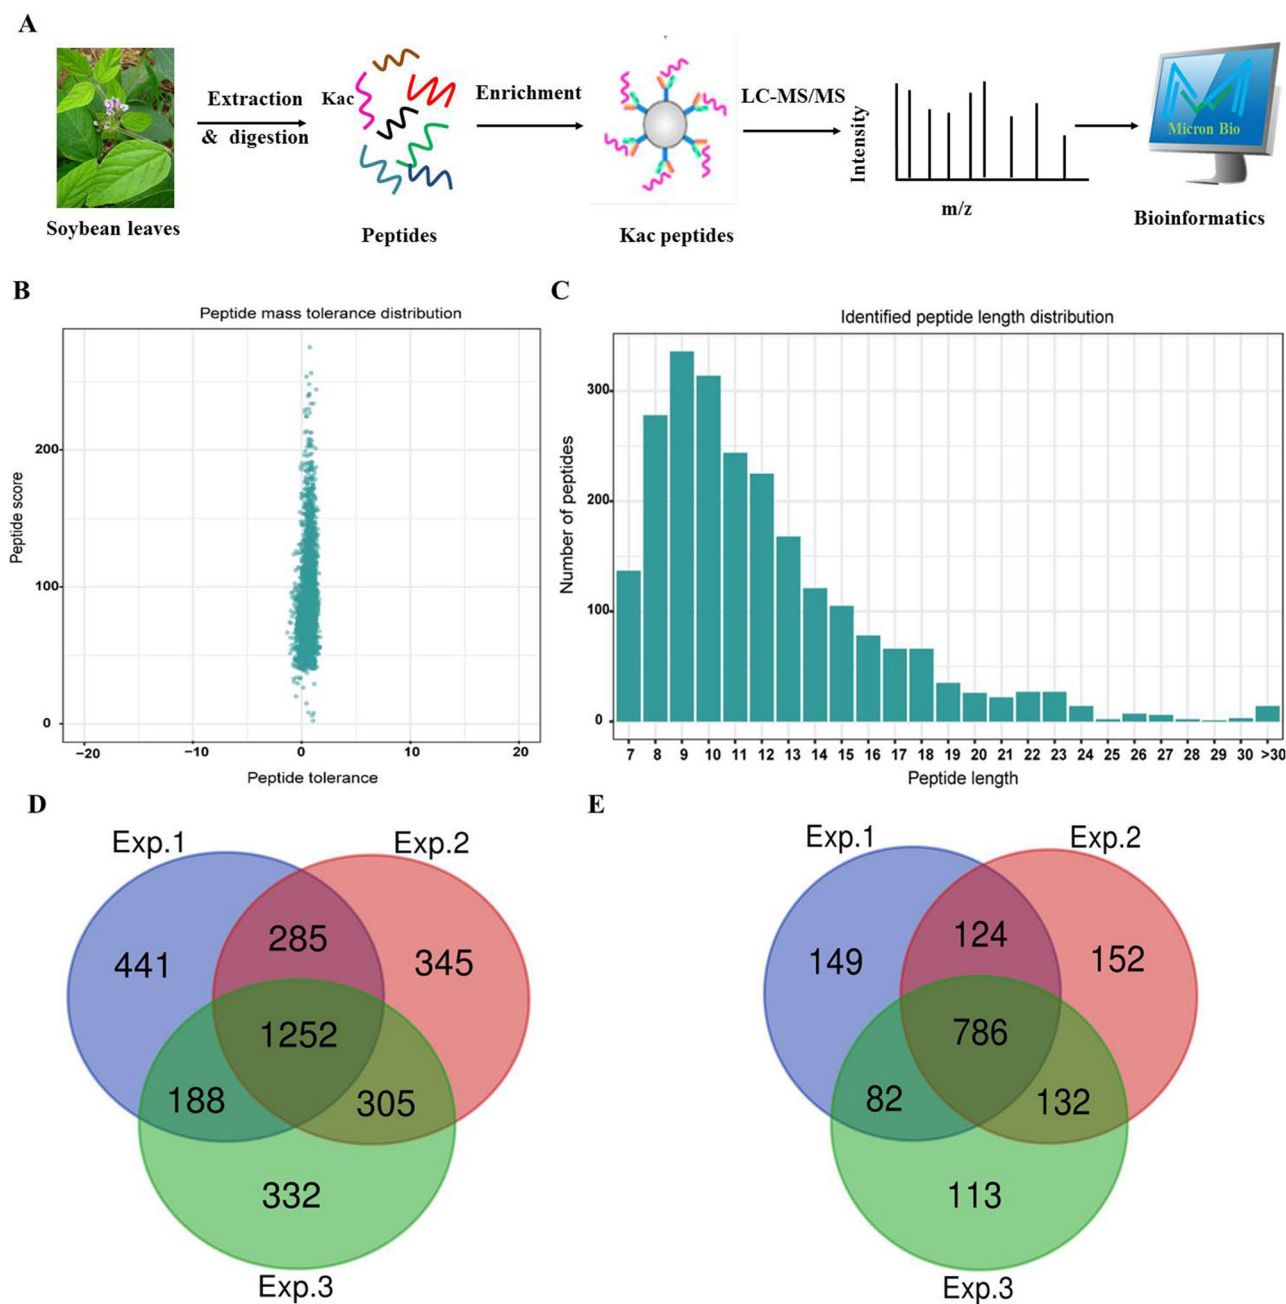 A
Extraction
& digestion
Kac
Enrichment
LC-MS/MS
Intensity
m/z
Micron Bio
Soybean leaves
Peptides
Kac peptides
Bioinformatics
B
Peptide mass tolerance distribution
Peptide score
200
100
0
−20
−10
0
10
20
Peptide tolerance
C
Identified peptide length distribution
Number of peptides
300
200
100
0
7 8 9 10 11 12 13 14 15 16 17 18 19 20 21 22 23 24 25 26 27 28 29 30 >30
Peptide length
D
Exp.1
Exp.2
285
441
345
1252
188
305
332
Exp.3
E
Exp.1
Exp.2
124
149
152
786
82
132
113
Exp.3